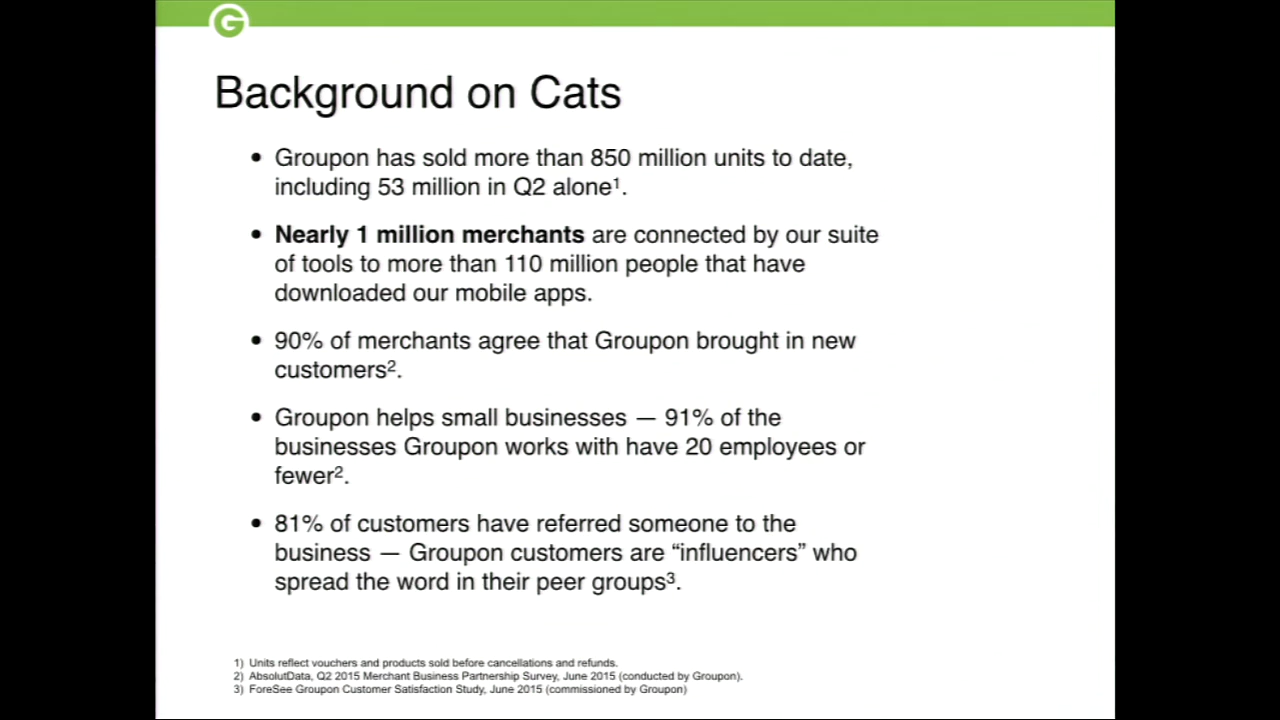 G
Background on Cats
• Groupon has sold more than 850 million units to date,
including 53 million in Q2 alone¹.
• Nearly 1 million merchants are connected by our suite
of tools to more than 110 million people that have
downloaded our mobile apps.
• 90% of merchants agree that Groupon brought in new
customers².
• Groupon helps small businesses — 91% of the
businesses Groupon works with have 20 employees or
fewer².
• 81% of customers have referred someone to the
business — Groupon customers are “influencers” who
spread the word in their peer groups³.
1) Units reflect vouchers and products sold before cancellations and refunds.
2) AbsolutData, Q2 2015 Merchant Business Partnership Survey, June 2015 (conducted by Groupon).
3) ForeSee Groupon Customer Satisfaction Study, June 2015 (commissioned by Groupon)